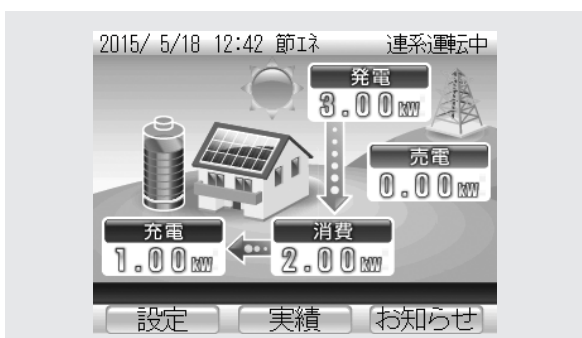 2015/ 5/18 12:42 節エネ 連系運転中
発電
3.00kW
売電
0.00kW
充電
1.00kW
消費
2.00kW
設定 実績 お知らせ